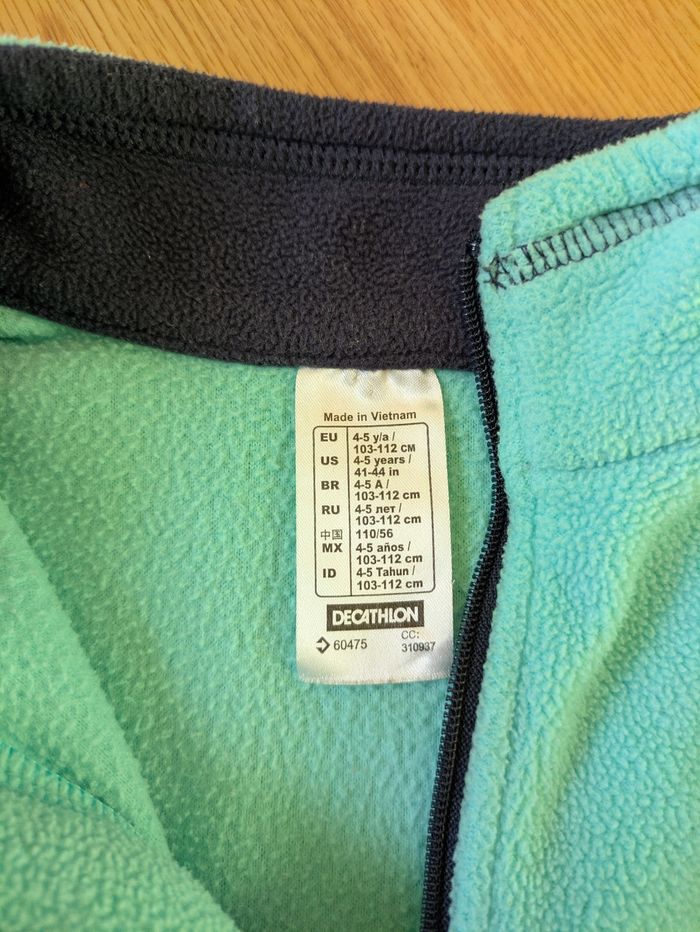 Made in Vietnam
EU 4-5 y/a /
103-112 CM
US 4-5 years /
41-44 in
BR 4-5 A /
103-112 cm
RU 4-5 лет /
103-112 cm
中国 110/56
MX 4-5 años /
103-112 cm
ID 4-5 Tahun /
103-112 cm
DECATHLON
60475 CC:
310937